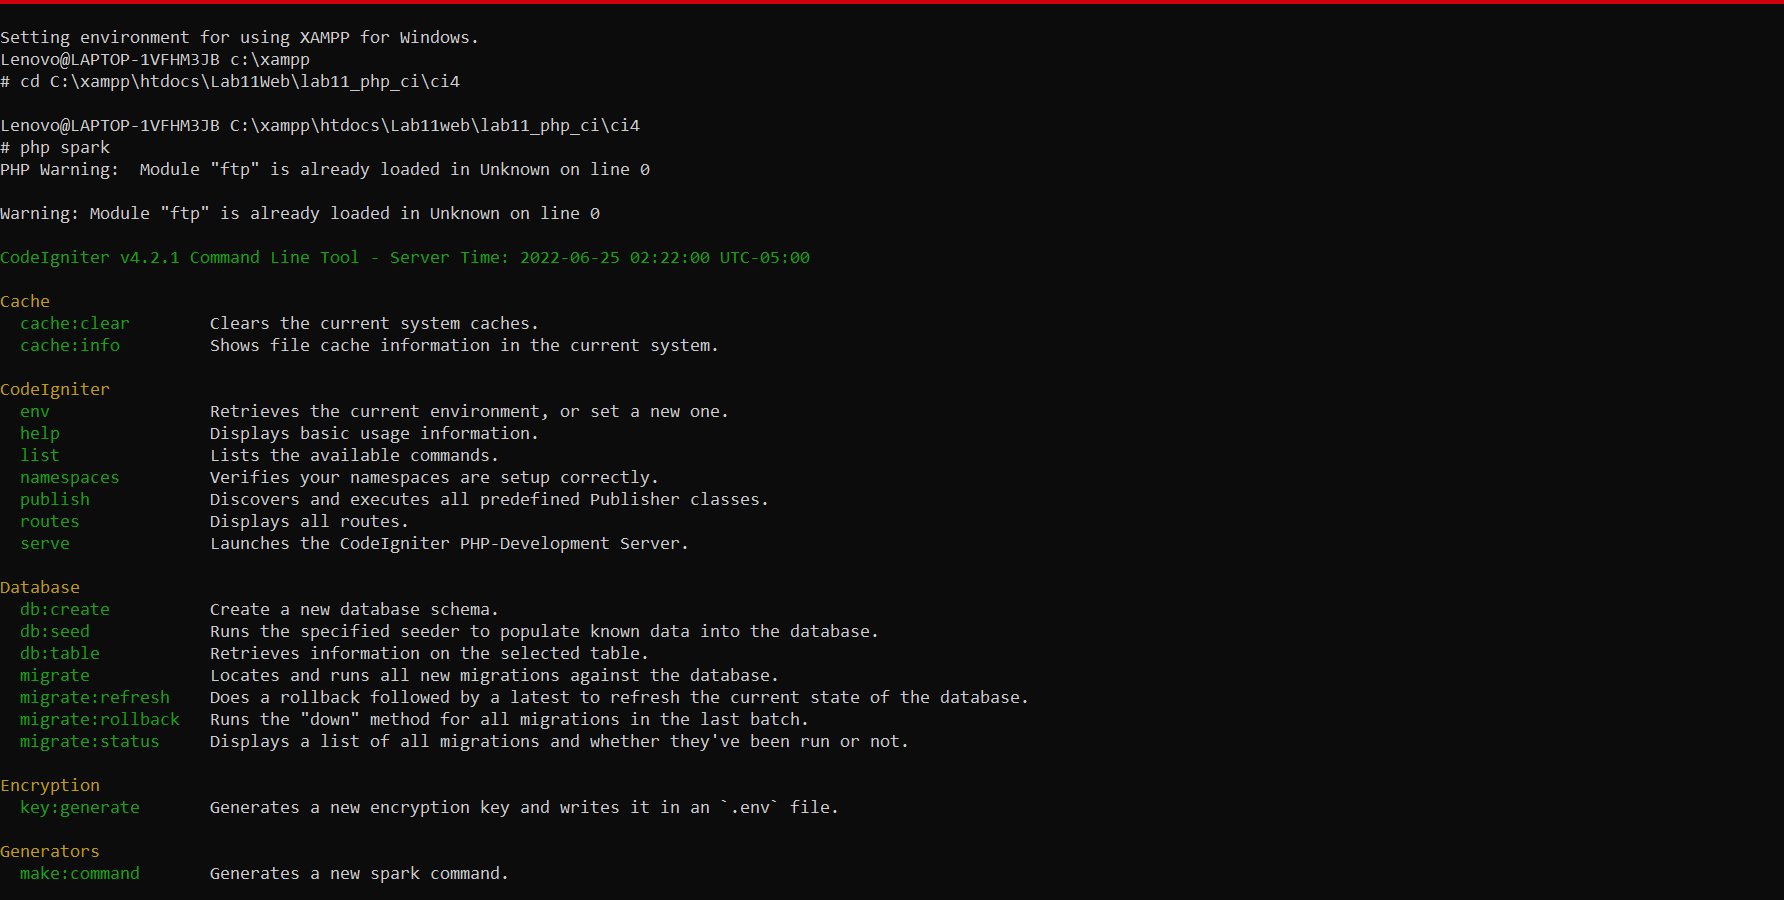 Setting environment for using XAMPP for Windows.
Lenovo@LAPTOP-1VFHM3JB c:\xampp
# cd C:\xampp\htdocs\Lab11Web\lab11_php_ci\ci4
Lenovo@LAPTOP-1VFHM3JB C:\xampp\htdocs\Lab11web\lab11_php_ci\ci4
# php spark
PHP Warning:  Module "ftp" is already loaded in Unknown on line 0
Warning: Module "ftp" is already loaded in Unknown on line 0
CodeIgniter v4.2.1 Command Line Tool - Server Time: 2022-06-25 02:22:00 UTC-05:00
Cache
cache:clear        Clears the current system caches.
cache:info         Shows file cache information in the current system.
CodeIgniter
env                Retrieves the current environment, or set a new one.
help               Displays basic usage information.
list               Lists the available commands.
namespaces         Verifies your namespaces are setup correctly.
publish            Discovers and executes all predefined Publisher classes.
routes             Displays all routes.
serve              Launches the CodeIgniter PHP-Development Server.
Database
db:create          Create a new database schema.
db:seed            Runs the specified seeder to populate known data into the database.
db:table           Retrieves information on the selected table.
migrate            Locates and runs all new migrations against the database.
migrate:refresh    Does a rollback followed by a latest to refresh the current state of the database.
migrate:rollback   Runs the "down" method for all migrations in the last batch.
migrate:status     Displays a list of all migrations and whether they've been run or not.
Encryption
key:generate       Generates a new encryption key and writes it in an `.env` file.
Generators
make:command       Generates a new spark command.